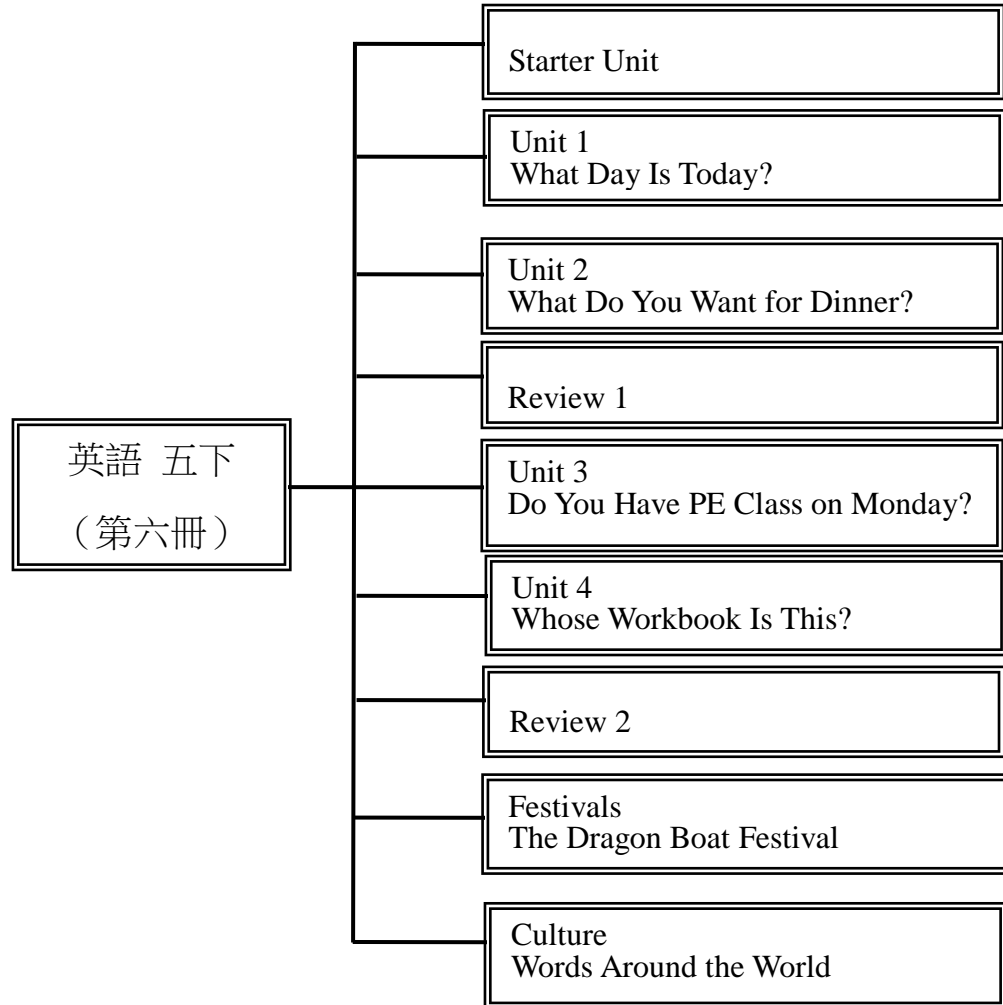 英語 五下
（第六冊）
Starter Unit
Unit 1
What Day Is Today?
Unit 2
What Do You Want for Dinner?
Review 1
Unit 3
Do You Have PE Class on Monday?
Unit 4
Whose Workbook Is This?
Review 2
Festivals
The Dragon Boat Festival
Culture
Words Around the World